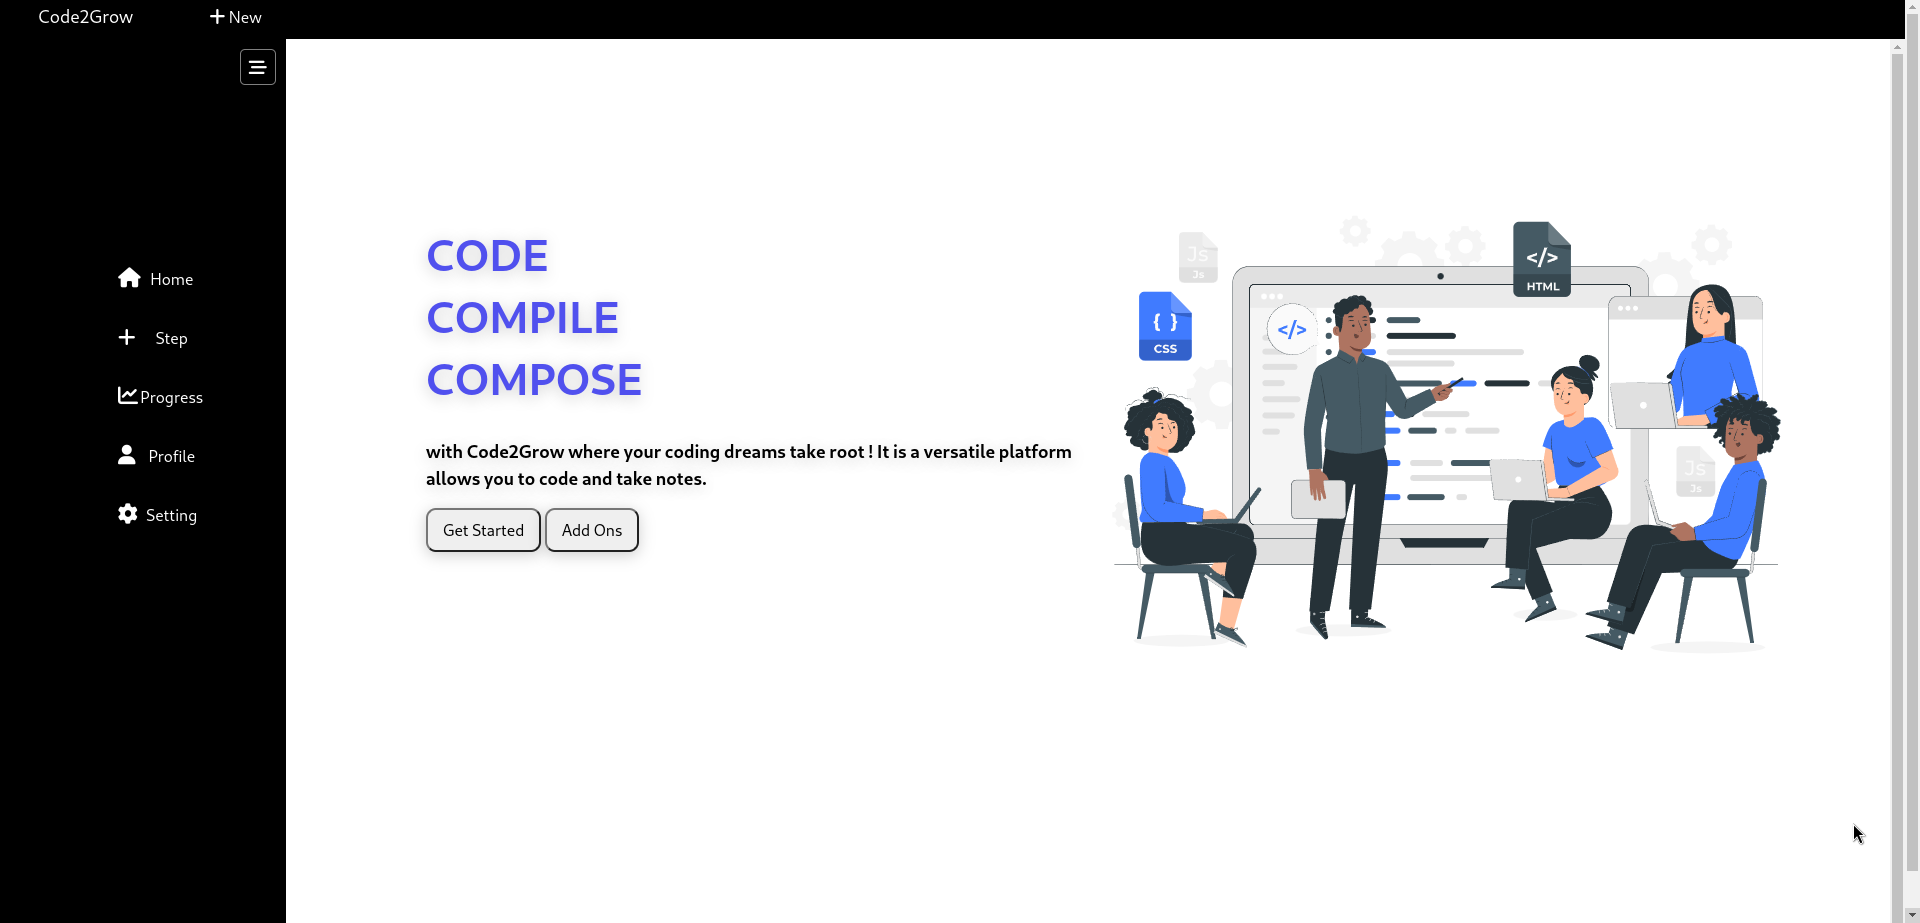 Code2Grow
New
Home
Step
Progress
Profile
Setting
CODE
COMPILE
COMPOSE
with Code2Grow where your coding dreams take root ! It is a versatile platform
allows you to code and take notes.
Get Started
Add Ons
Js
Js
</>
HTML
{ }
CSS
</>
Js
Js